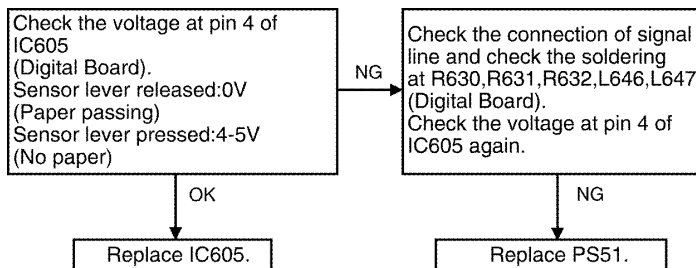 Check the voltage at pin 4 of
IC605
(Digital Board).
Sensor lever released:0V
(Paper passing)
Sensor lever pressed:4-5V
(No paper)
NG
Check the connection of signal
line and check the soldering
at R630,R631,R632,L646,L647
(Digital Board).
Check the voltage at pin 4 of
IC605 again.
OK
NG
Replace IC605.
Replace PS51.